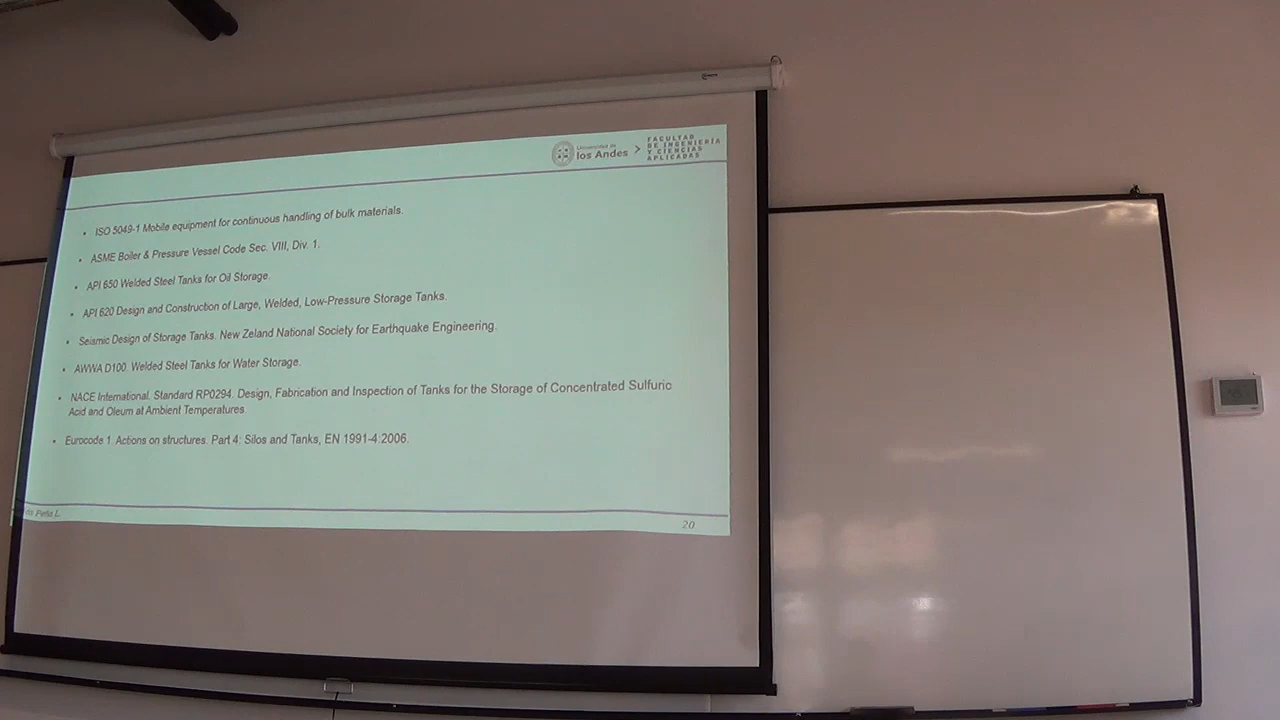 Universidad de
los Andes
FACULTAD
DE INGENIERÍA
Y CIENCIAS
APLICADAS
• ISO 5049-1 Mobile equipment for continuous handling of bulk materials.
• ASME Boiler & Pressure Vessel Code Sec. VIII, Div. 1.
• API 650 Welded Steel Tanks for Oil Storage.
• API 620 Design and Construction of Large, Welded, Low-Pressure Storage Tanks.
• Seismic Design of Storage Tanks. New Zeland National Society for Earthquake Engineering.
• AWWA D100. Welded Steel Tanks for Water Storage.
• NACE International. Standard RP0294. Design, Fabrication and Inspection of Tanks for the Storage of Concentrated Sulfuric
Acid and Oleum at Ambient Temperatures
• Eurocode 1. Actions on structures. Part 4: Silos and Tanks, EN 1991-4:2006.
Peña L.
20